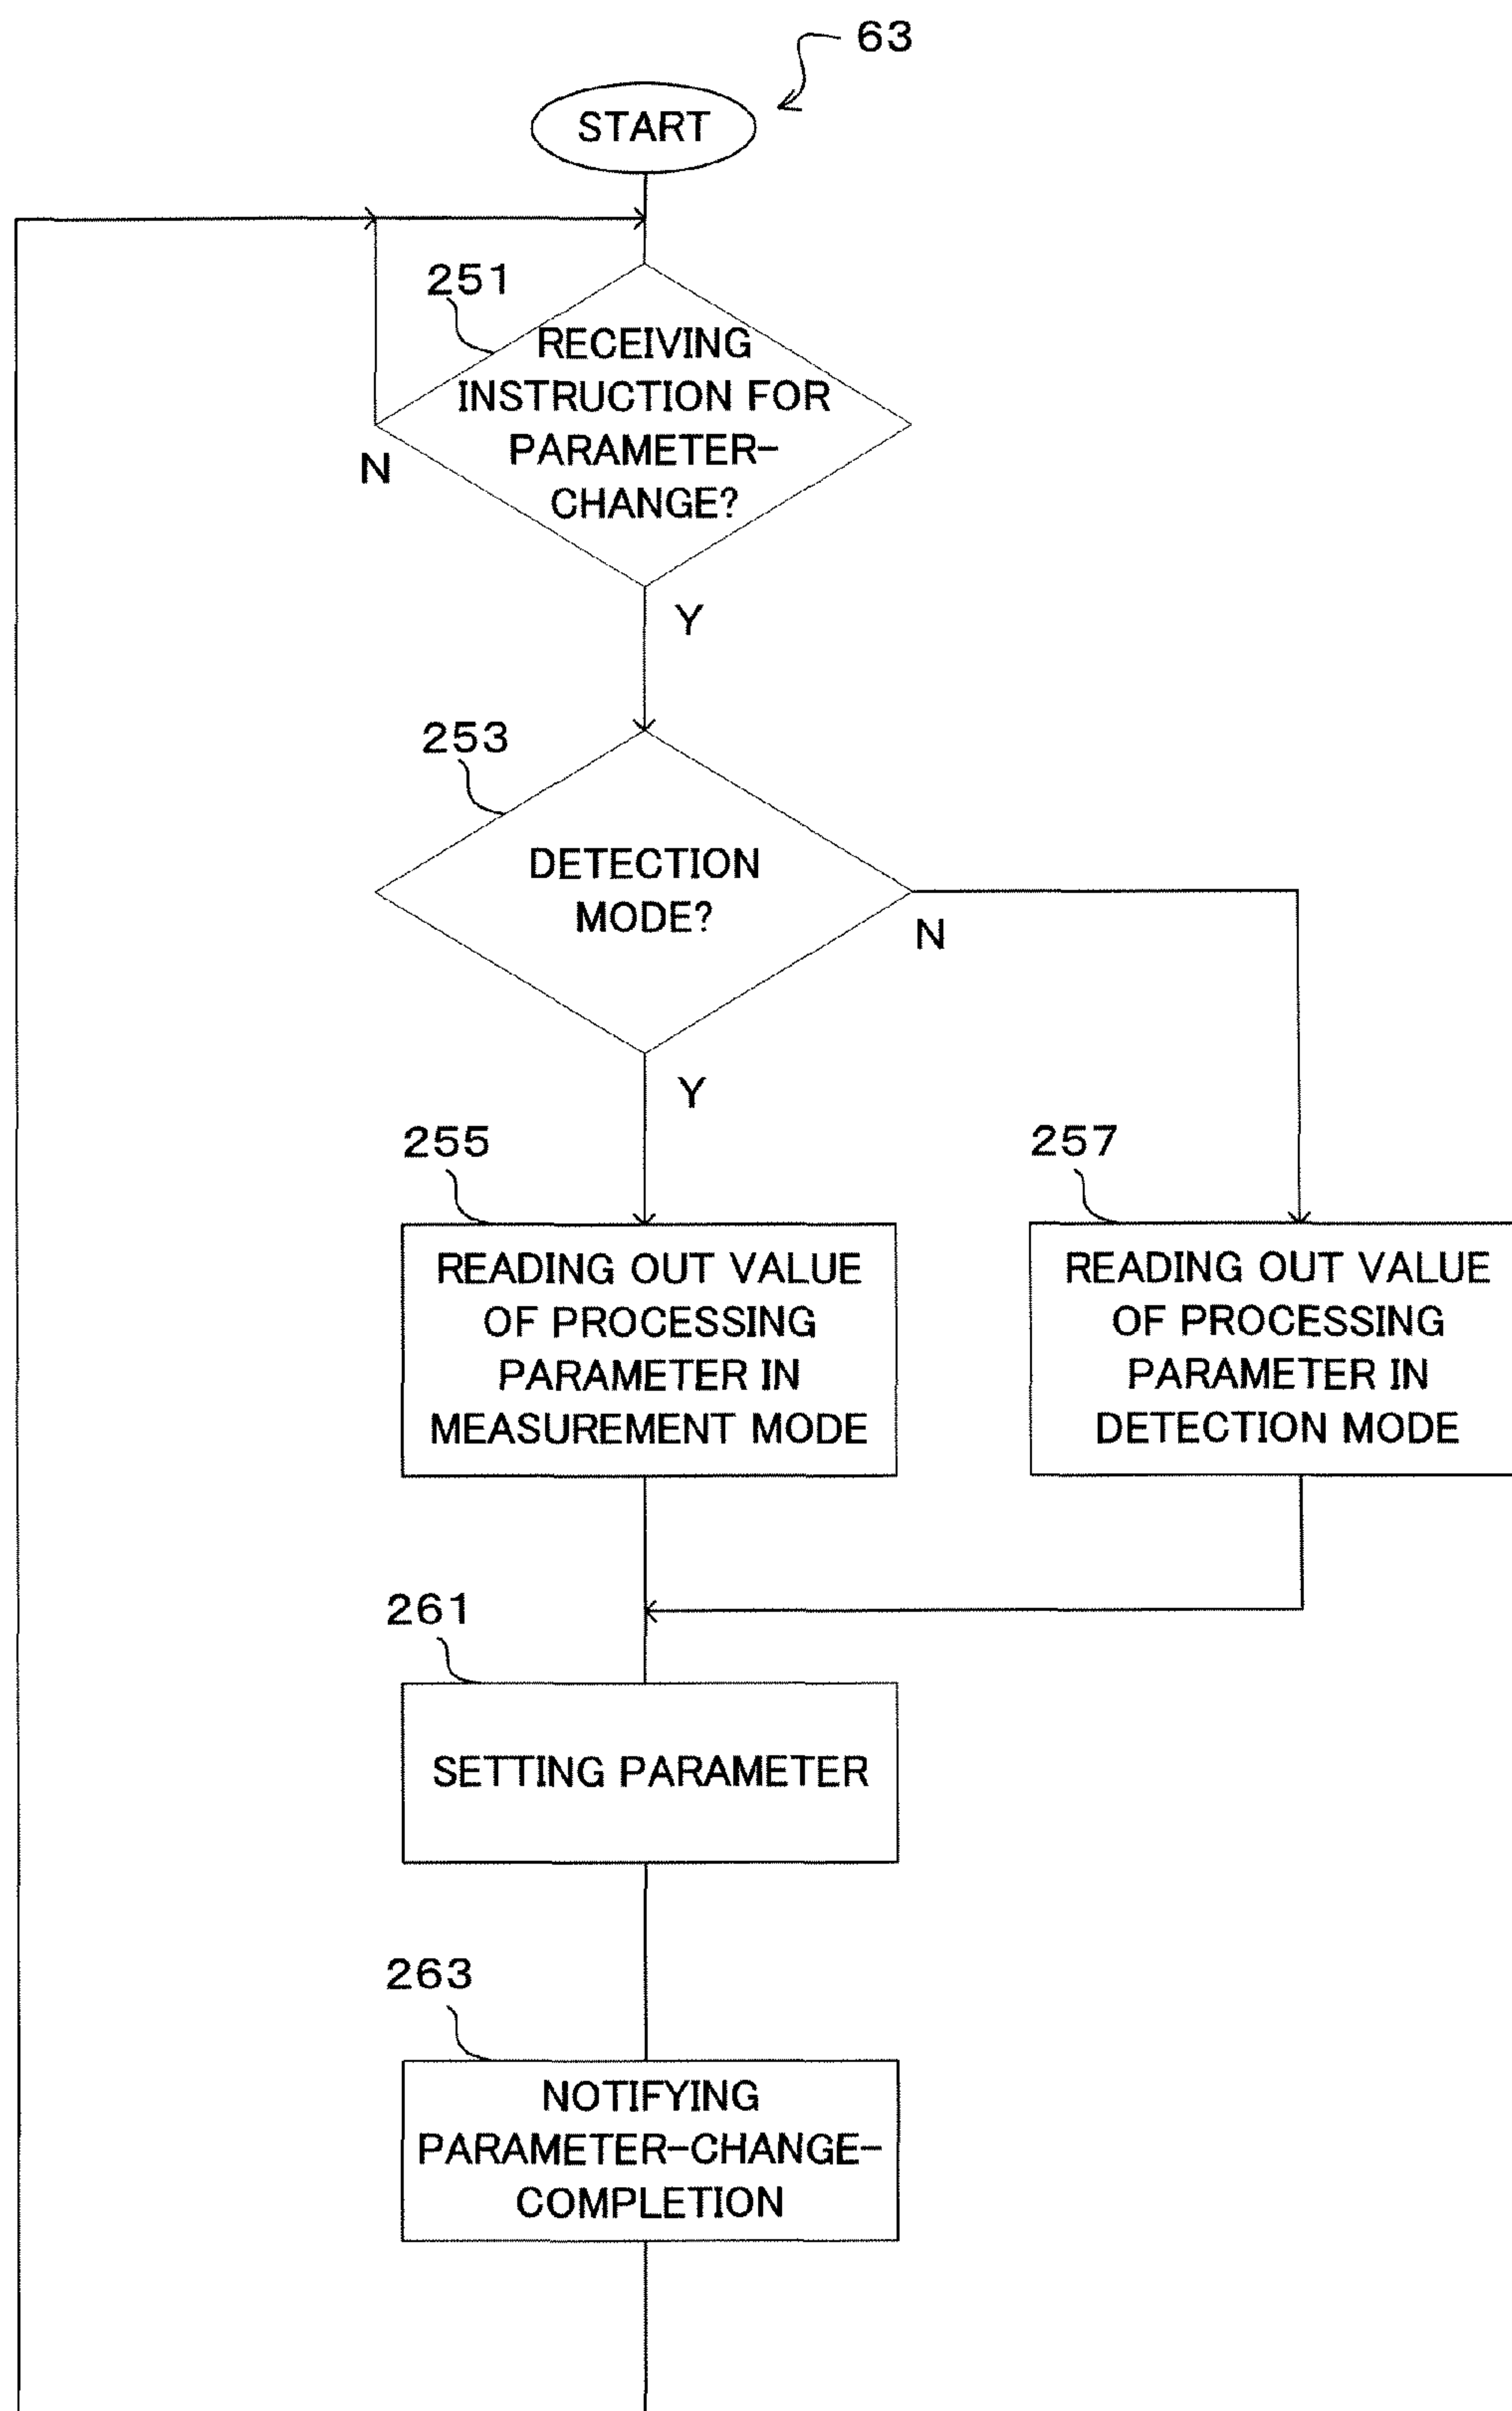 63
START
251
RECEIVING
INSTRUCTION FOR
PARAMETER-
CHANGE?
N
Y
253
DETECTION
MODE?
N
Y
255
READING OUT VALUE
OF PROCESSING
PARAMETER IN
MEASUREMENT MODE
257
READING OUT VALUE
OF PROCESSING
PARAMETER IN
DETECTION MODE
261
SETTING PARAMETER
263
NOTIFYING
PARAMETER-CHANGE-
COMPLETION